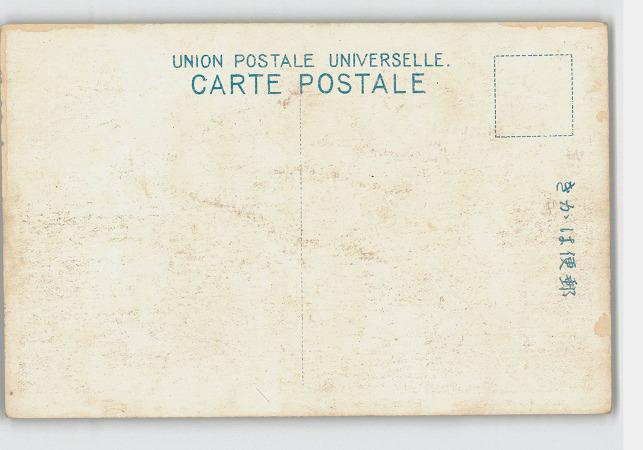 UNION POSTALE UNIVERSELLE.
CARTE POSTALE
きかは便郵